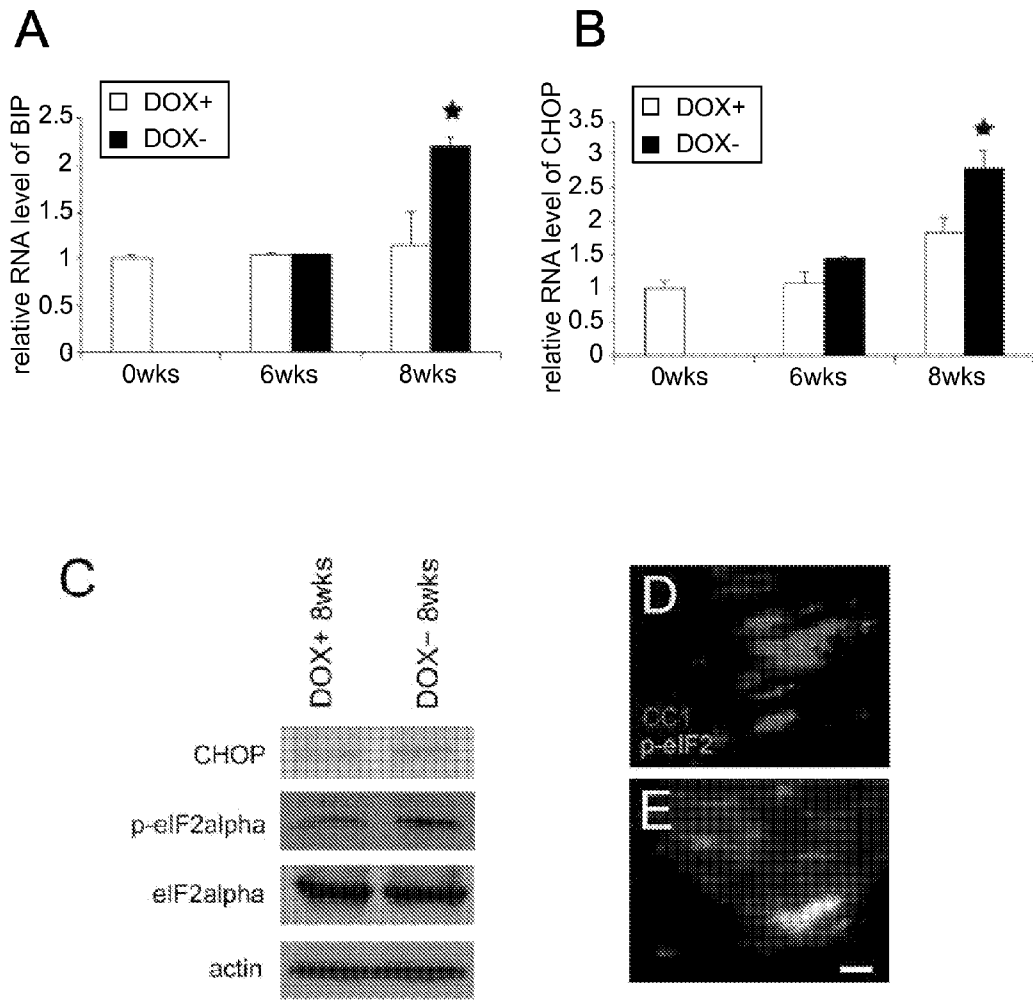 A
relative RNA level of BIP
DOX+
DOX-
2.5
2
1.5
1
0.5
0
0wks
6wks
8wks
B
relative RNA level of CHOP
DOX+
DOX-
3.5
3
2.5
2
1.5
1
0.5
0
0wks
6wks
8wks
C
DOX+ 8wks
DOX– 8wks
CHOP
p-eIF2alpha
eIF2alpha
actin
D
CC1
p-eIF2
E